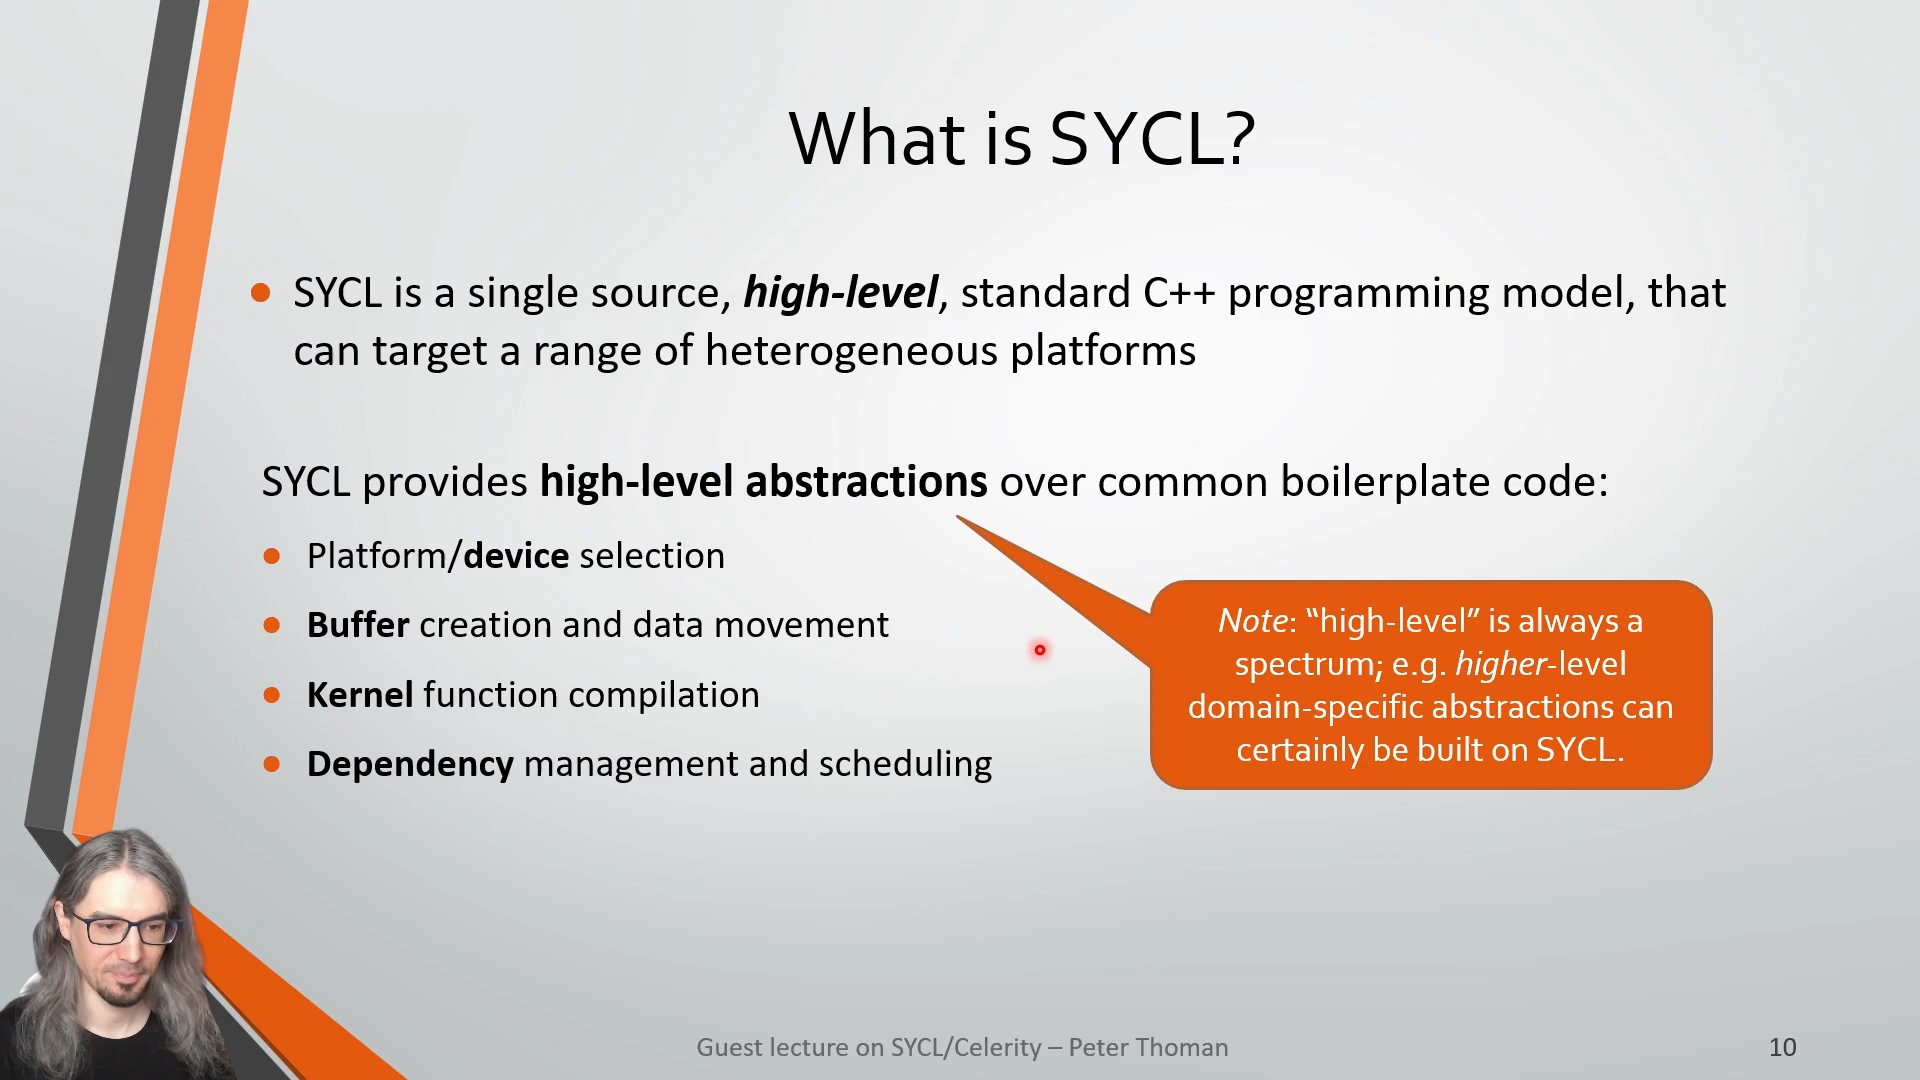 What is SYCL?
SYCL is a single source, high-level, standard C++ programming model, that
can target a range of heterogeneous platforms
SYCL provides high-level abstractions over common boilerplate code:
Platform/device selection
Buffer creation and data movement
Kernel function compilation
Dependency management and scheduling
Note: “high-level” is always a
spectrum; e.g. higher-level
domain-specific abstractions can
certainly be built on SYCL.
Guest lecture on SYCL/Celerity – Peter Thoman
10